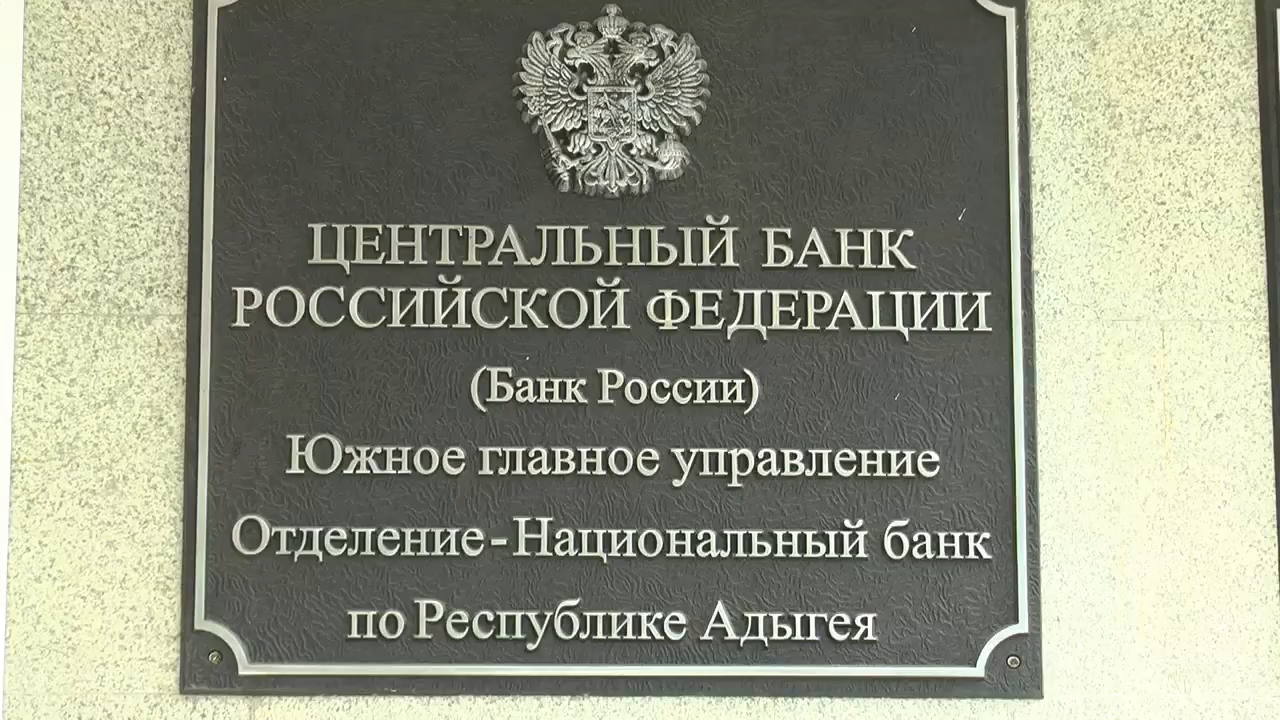 ЦЕНТРАЛЬНЫЙ БАНК
РОССИЙСКОЙ ФЕДЕРАЦИИ
(Банк России)
Южное главное управление
Отделение-Национальный банк
по Республике Адыгея